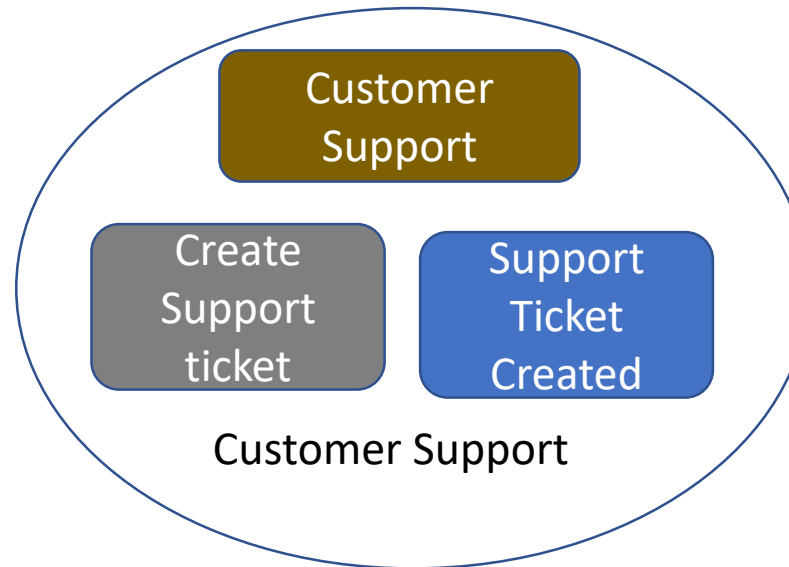 Customer
Support
Create
Support
ticket
Support
Ticket
Created
Customer Support